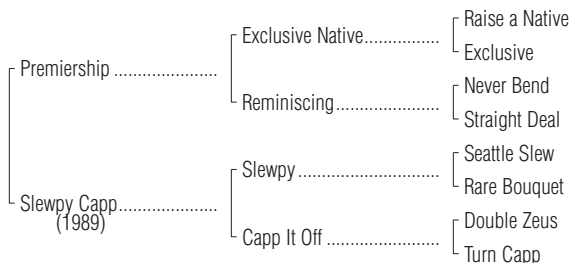 Raise a Native
Exclusive Native................
Exclusive
Premiership ......................
Never Bend
Reminiscing......................
Straight Deal
Seattle Slew
Slewpy..............................
Rare Bouquet
Slewpy Capp.....................
(1989)
Double Zeus
Capp It Off ........................
Turn Capp